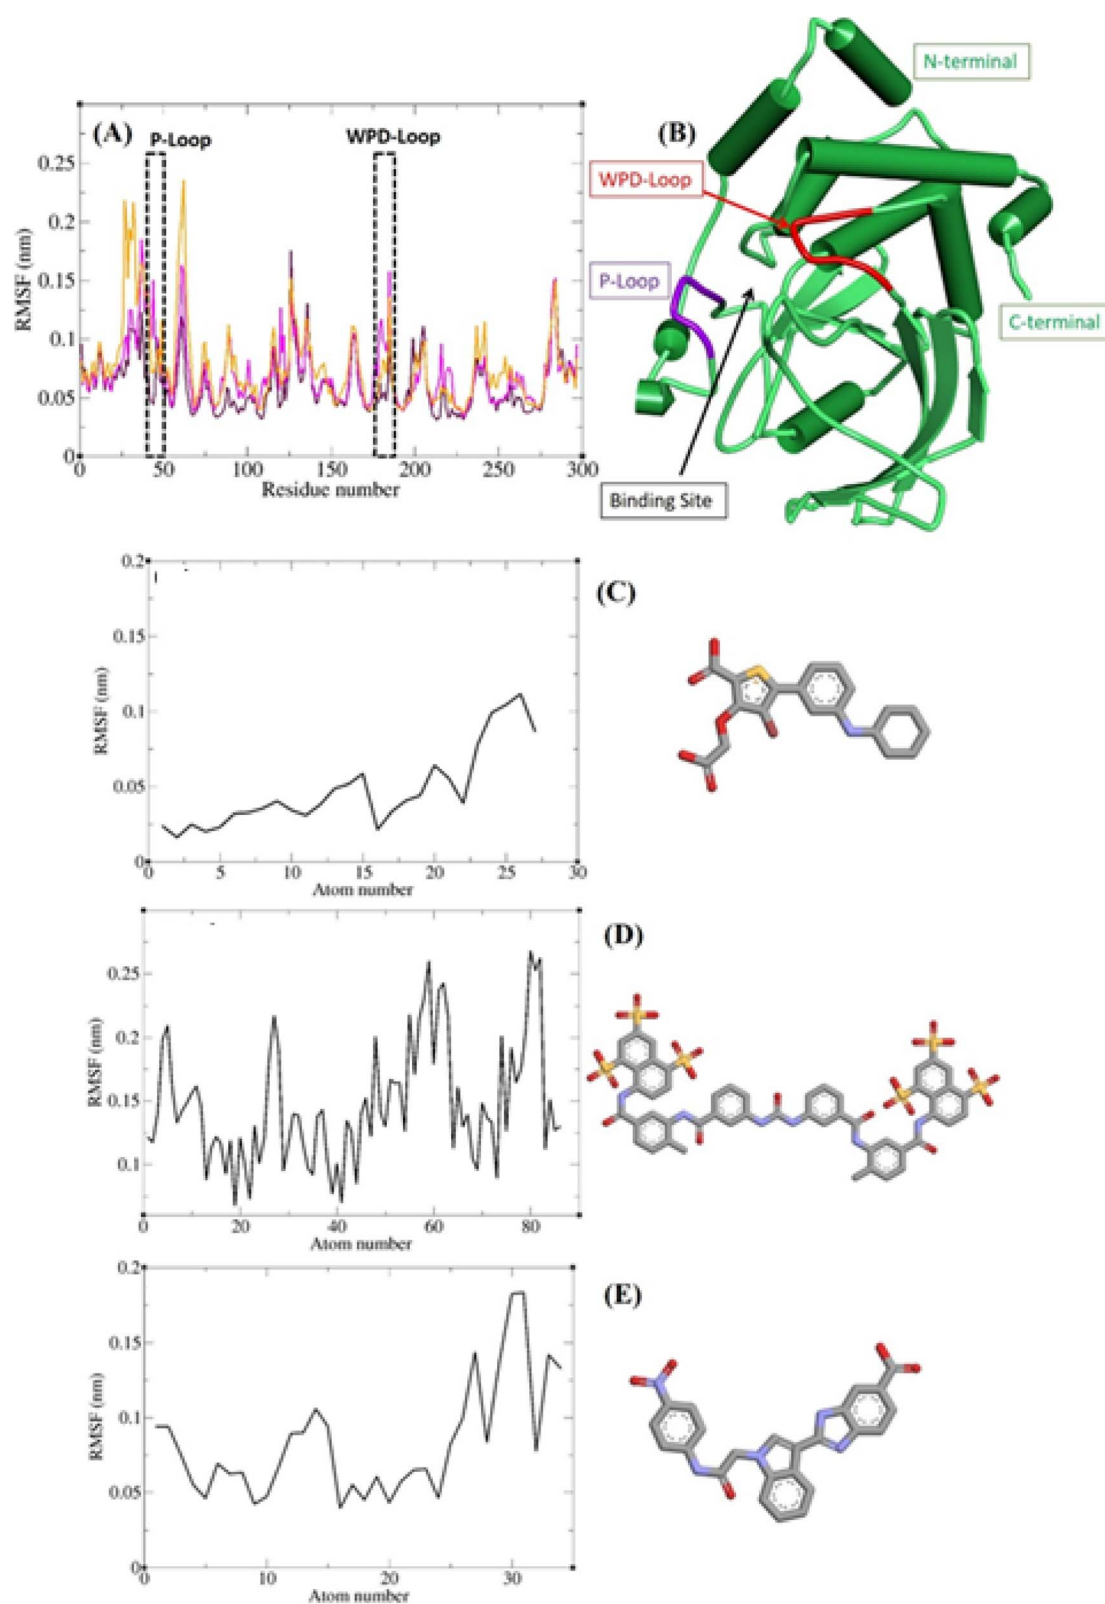 (A)
P-Loop
WPD-Loop
0.25
0.2
0.15
0.1
0.05
0
RMSF (nm)
0 50 100 150 200 250 300
Residue number
(B)
N-terminal
WPD-Loop
P-Loop
C-terminal
Binding Site
(C)
0.2
0.15
0.1
0.05
0
RMSF (nm)
0 5 10 15 20 25 30
Atom number
(D)
0.25
0.2
0.15
0.1
RMSF (nm)
0 20 40 60 80
Atom number
(E)
0.2
0.15
0.1
0.05
0
RMSF (nm)
0 10 20 30
Atom number